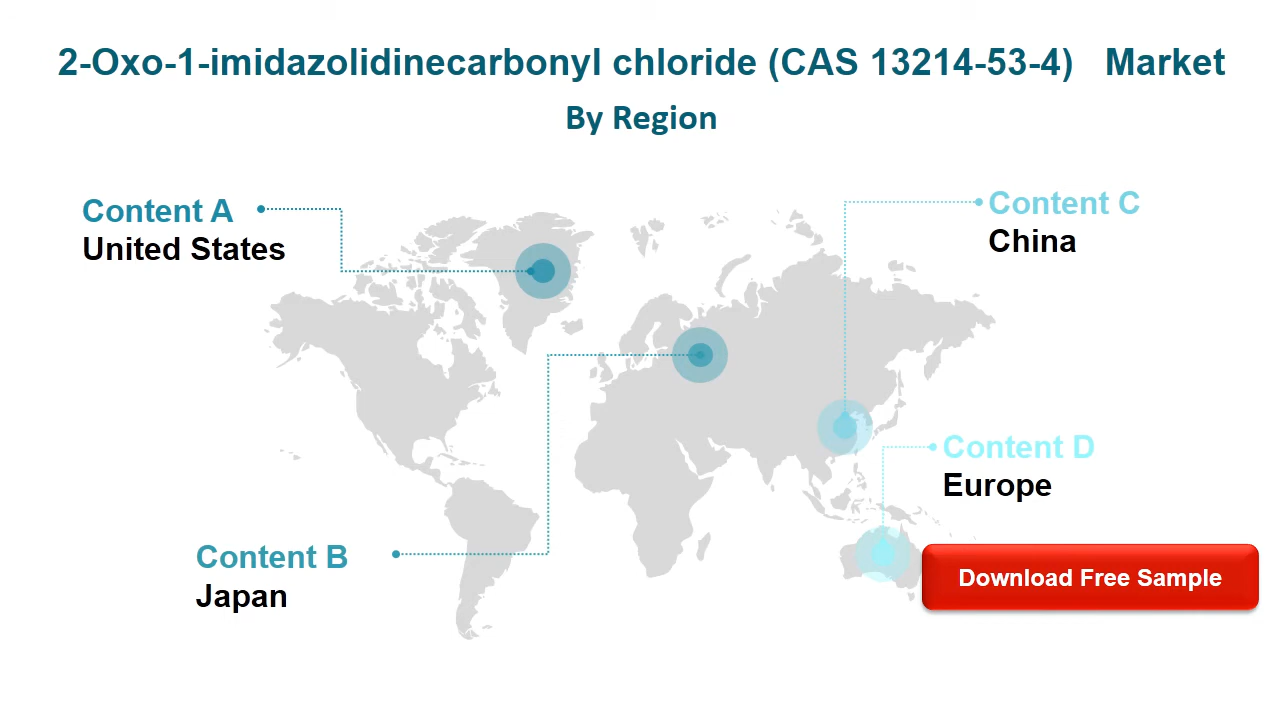 2-Oxo-1-imidazolidinecarbonyl chloride (CAS 13214-53-4) Market
By Region
Content A
United States
Content C
China
Content D
Europe
Content B
Japan
Download Free Sample